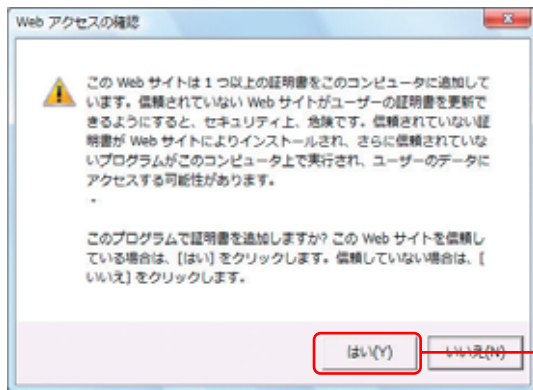 Web アクセスの確認
この Web サイトは 1 つ以上の証明書をこのコンピュータに追加して
います。信頼されていない Web サイトがユーザーの証明書を更新で
きるようにすると、セキュリティ上、危険です。信頼されていない証
明書が Web サイトによりインストールされ、さらに信頼されていな
いプログラムがこのコンピュータ上で実行され、ユーザーのデータに
アクセスする可能性があります。
.
このプログラムで証明書を追加しますか? この Web サイトを信頼し
ている場合は、[はい] をクリックします。信頼していない場合は、[
いいえ] をクリックします。
はい(Y) いいえ(N)